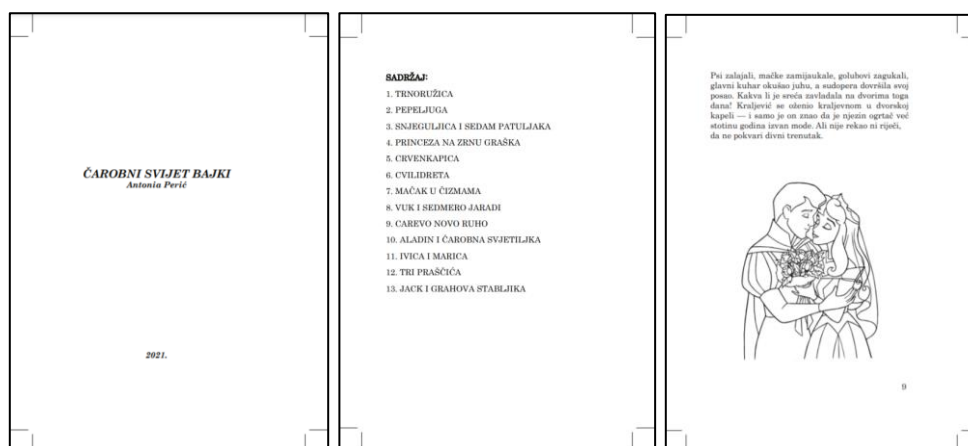 ČAROBNI SVIJET BAJKI
Antonia Perić
2021.
SADRŽAJ:
1. TRNORUŽICA
2. PEPELJUGA
3. SNJEGULJICA I SEDAM PATULJAKA
4. PRINCEZA NA ZRNU GRAŠKA
5. CRVENKAPICA
6. CVILIDRETA
7. MAČAK U ČIZMAMA
8. VUK I SEDMERO JARADI
9. CAREVO NOVO RUHO
10. ALADIN I ČAROBNA SVJETILJKA
11. IVICA I MARICA
12. TRI PRAŠČIĆA
13. JACK I GRAHOVA STABLJIKA
Psi zalajali, mačke zamijaukale, golubovi zagukali,
glavni kuhar okušao juhu, a sudopera dovršila svoj
posao. Kakva li je sreća zavladala na dvorima toga
dana! Kraljević se oženio kraljevnom u dvorskoj
kapeli — i samo je on znao da je njezin ogrtač već
stotinu godina izvan mode. Ali nije rekao ni riječi,
da ne pokvari divni trenutak.
9